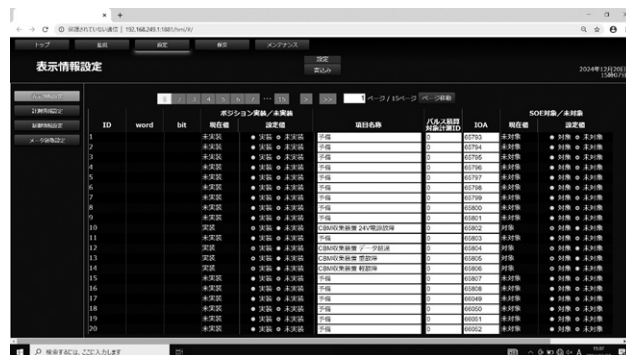 保護されていない通信 | 192.168.249.1:1881/hmi/#/
トップ 監視 設定 保守 メンテナンス
表示情報設定
設定
書込み
2024年12月20日
表示情報設定
計測情報設定
1 2 3 4 5 6 7 ... 15 > >> 1 ページ / 15ページ ページ移動
ポジション実装/未実装 SOE対象/未対象
ID word bit 現在値 設定値 項目名称 パルス積算対象計測ID IOA 現在値 設定値
1 未実装 実装 未実装 予備 0 65793 未対象 対象 未対象
2 未実装 実装 未実装 予備 0 65794 未対象 対象 未対象
3 未実装 実装 未実装 予備 0 65795 未対象 対象 未対象
4 未実装 実装 未実装 予備 0 65796 未対象 対象 未対象
5 未実装 実装 未実装 予備 0 65797 未対象 対象 未対象
6 未実装 実装 未実装 予備 0 65798 未対象 対象 未対象
7 未実装 実装 未実装 予備 0 65799 未対象 対象 未対象
8 未実装 実装 未実装 予備 0 65800 未対象 対象 未対象
9 未実装 実装 未実装 予備 0 65801 未対象 対象 未対象
10 実装 実装 未実装 CBM収集装置 24V電源故障 0 65802 対象 対象 未対象
11 未実装 実装 未実装 予備 0 65803 未対象 対象 未対象
12 実装 実装 未実装 CBM収集装置 データ超過 0 65804 対象 対象 未対象
13 実装 実装 未実装 CBM収集装置 重故障 0 65805 対象 対象 未対象
14 実装 実装 未実装 CBM収集装置 軽故障 0 65806 対象 対象 未対象
15 未実装 実装 未実装 予備 0 65807 未対象 対象 未対象
16 未実装 実装 未実装 予備 0 65808 未対象 対象 未対象
17 未実装 実装 未実装 予備 0 66049 未対象 対象 未対象
18 未実装 実装 未実装 予備 0 66050 未対象 対象 未対象
19 未実装 実装 未実装 予備 0 66051 未対象 対象 未対象
20 未実装 実装 未実装 予備 0 66052 未対象 対象 未対象
検索するには、ここに入力します
A